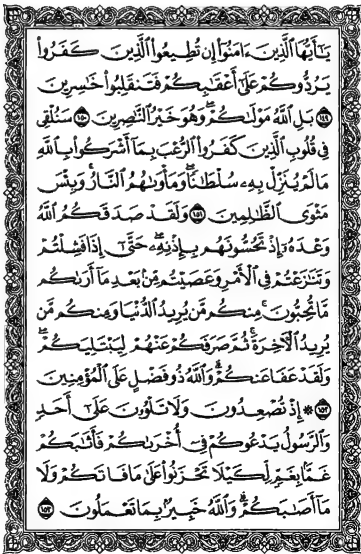 يَٰٓأَيُّهَا ٱلَّذِينَ ءَامَنُوٓا۟ إِن تُطِيعُوا۟ ٱلَّذِينَ كَفَرُوا۟
يَرُدُّوكُمْ عَلَىٰٓ أَعْقَٰبِكُمْ فَتَنقَلِبُوا۟ خَٰسِرِينَ
١٤٩ بَلِ ٱللَّهُ مَوْلَىٰكُمْ ۖ وَهُوَ خَيْرُ ٱلنَّٰصِرِينَ ١٥٠ سَنُلْقِى
فِى قُلُوبِ ٱلَّذِينَ كَفَرُوا۟ ٱلرُّعْبَ بِمَآ أَشْرَكُوا۟ بِٱللَّهِ
مَا لَمْ يُنَزِّلْ بِهِۦ سُلْطَٰنًا ۖ وَمَأْوَىٰهُمُ ٱلنَّارُ ۚ وَبِئْسَ
مَثْوَى ٱلظَّٰلِمِينَ ١٥١ وَلَقَدْ صَدَقَكُمُ ٱللَّهُ
وَعْدَهُۥٓ إِذْ تَحُسُّونَهُم بِإِذْنِهِۦ ۖ حَتَّىٰٓ إِذَا فَشِلْتُمْ
وَتَنَٰزَعْتُمْ فِى ٱلْأَمْرِ وَعَصَيْتُم مِّنۢ بَعْدِ مَآ أَرَىٰكُم
مَّا تُحِبُّونَ ۚ مِنكُم مَّن يُرِيدُ ٱلدُّنْيَا وَمِنكُم مَّن
يُرِيدُ ٱلْـَٔاخِرَةَ ۚ ثُمَّ صَرَفَكُمْ عَنْهُمْ لِيَبْتَلِيَكُمْ ۖ
وَلَقَدْ عَفَا عَنكُمْ ۗ وَٱللَّهُ ذُو فَضْلٍ عَلَى ٱلْمُؤْمِنِينَ
١٥٢ ۞ إِذْ تُصْعِدُونَ وَلَا تَلْوُۥنَ عَلَىٰٓ أَحَدٍ
وَٱلرَّسُولُ يَدْعُوكُمْ فِىٓ أُخْرَىٰكُمْ فَأَثَٰبَكُمْ
غَمًّۢا بِغَمٍّ لِّكَيْلَا تَحْزَنُوا۟ عَلَىٰ مَا فَاتَكُمْ وَلَا
مَآ أَصَٰبَكُمْ ۗ وَٱللَّهُ خَبِيرٌۢ بِمَا تَعْمَلُونَ ١٥٣